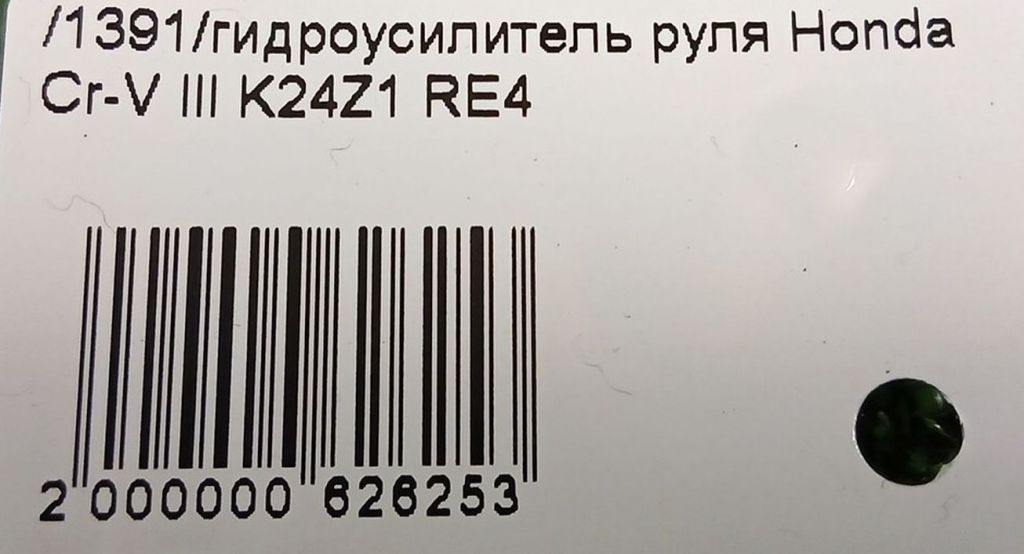 /1391/гидроусилитель руля Honda
Cr-V III K24Z1 RE4
2 000000 626253